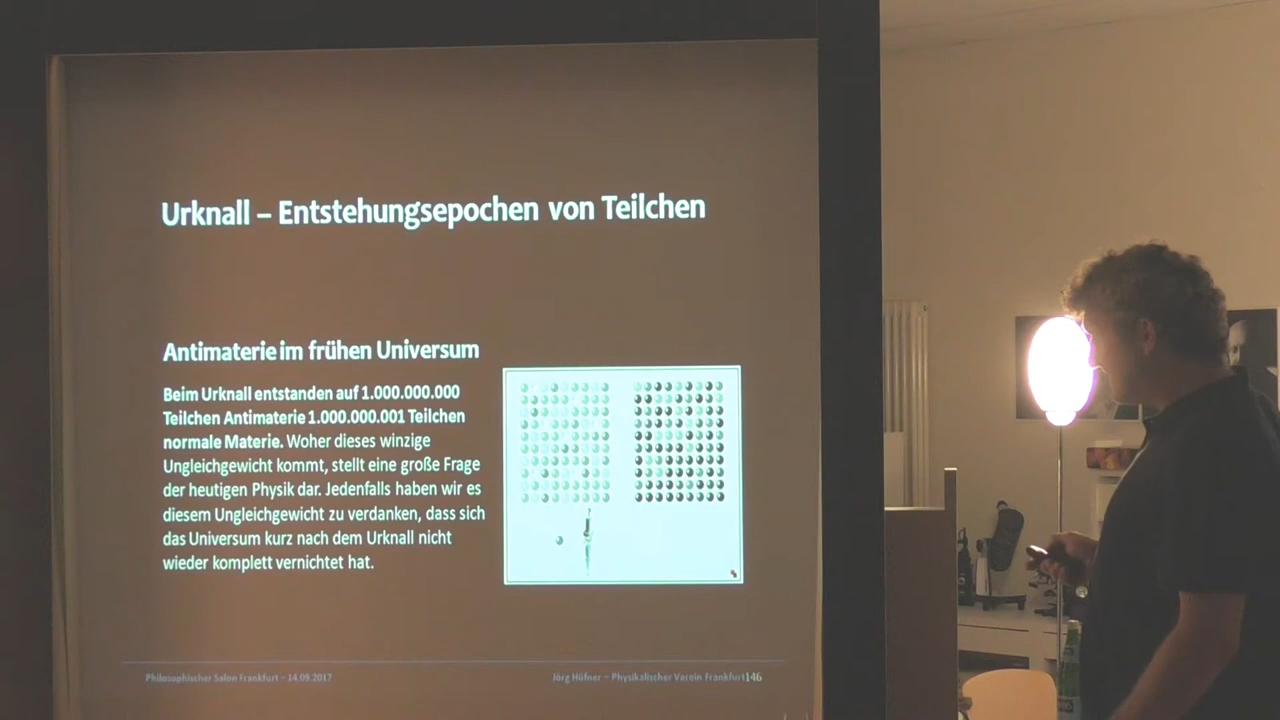 Urknall – Entstehungsepochen von Teilchen
Antimaterie im frühen Universum
Beim Urknall entstanden auf 1.000.000.000
Teilchen Antimaterie 1.000.000.001 Teilchen
normale Materie. Woher dieses winzige
Ungleichgewicht kommt, stellt eine große Frage
der heutigen Physik dar. Jedenfalls haben wir es
diesem Ungleichgewicht zu verdanken, dass sich
das Universum kurz nach dem Urknall nicht
wieder komplett vernichtet hat.
Philosophischer Salon Frankfurt – 14.09.2017
Jörg Hüfner – Physikalischer Verein Frankfurt 146